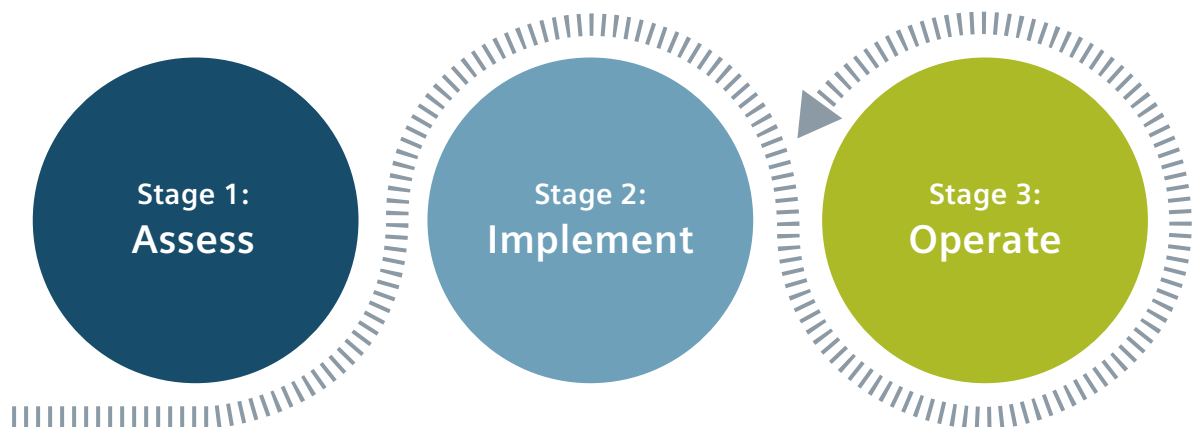 Stage 1:
Assess
Stage 2:
Implement
Stage 3:
Operate